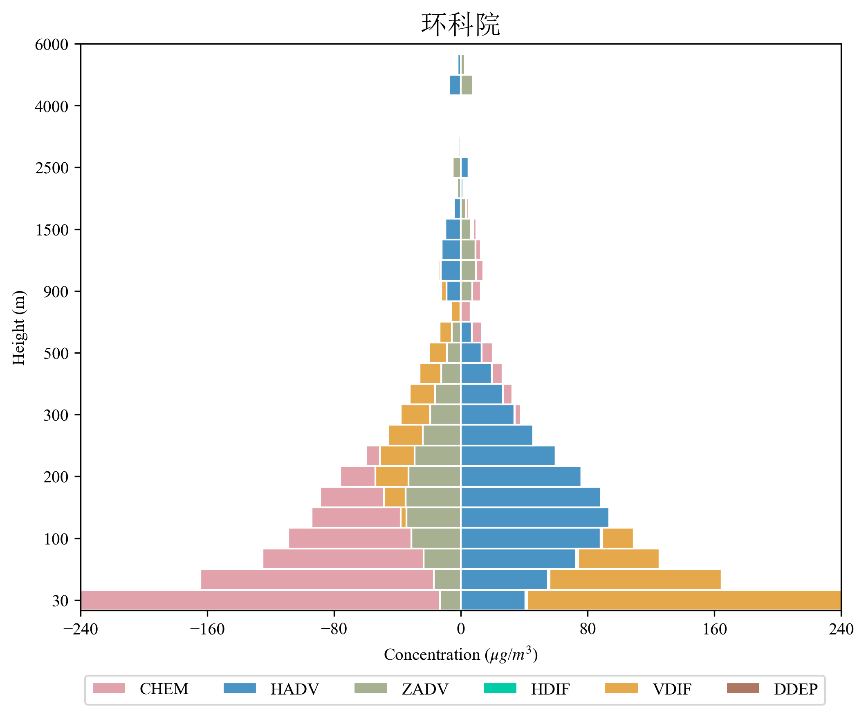 环科院
6000
4000
2500
1500
900
500
300
200
100
30
Height (m)
−240 −160 −80 0 80 160 240
Concentration (μg/m³)
CHEM HADV ZADV HDIF VDIF DDEP